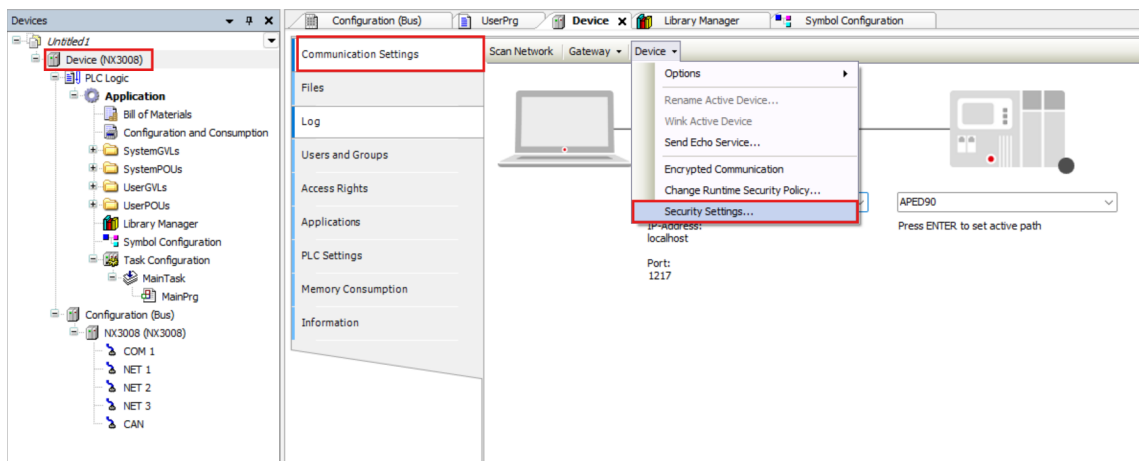 Devices
Untitled1
Device (NX3008)
PLC Logic
Application
Bill of Materials
Configuration and Consumption
SystemGVLs
SystemPOUs
UserGVLs
UserPOUs
Library Manager
Symbol Configuration
Task Configuration
MainTask
MainPrg
Configuration (Bus)
NX3008 (NX3008)
COM 1
NET 1
NET 2
NET 3
CAN
Configuration (Bus) UserPrg Device Library Manager Symbol Configuration
Communication Settings
Files
Log
Users and Groups
Access Rights
Applications
PLC Settings
Memory Consumption
Information
Scan Network Gateway Device
Options
Rename Active Device...
Wink Active Device
Send Echo Service...
Encrypted Communication
Change Runtime Security Policy...
Security Settings...
IP-Address:
localhost
Port:
1217
APED90
Press ENTER to set active path